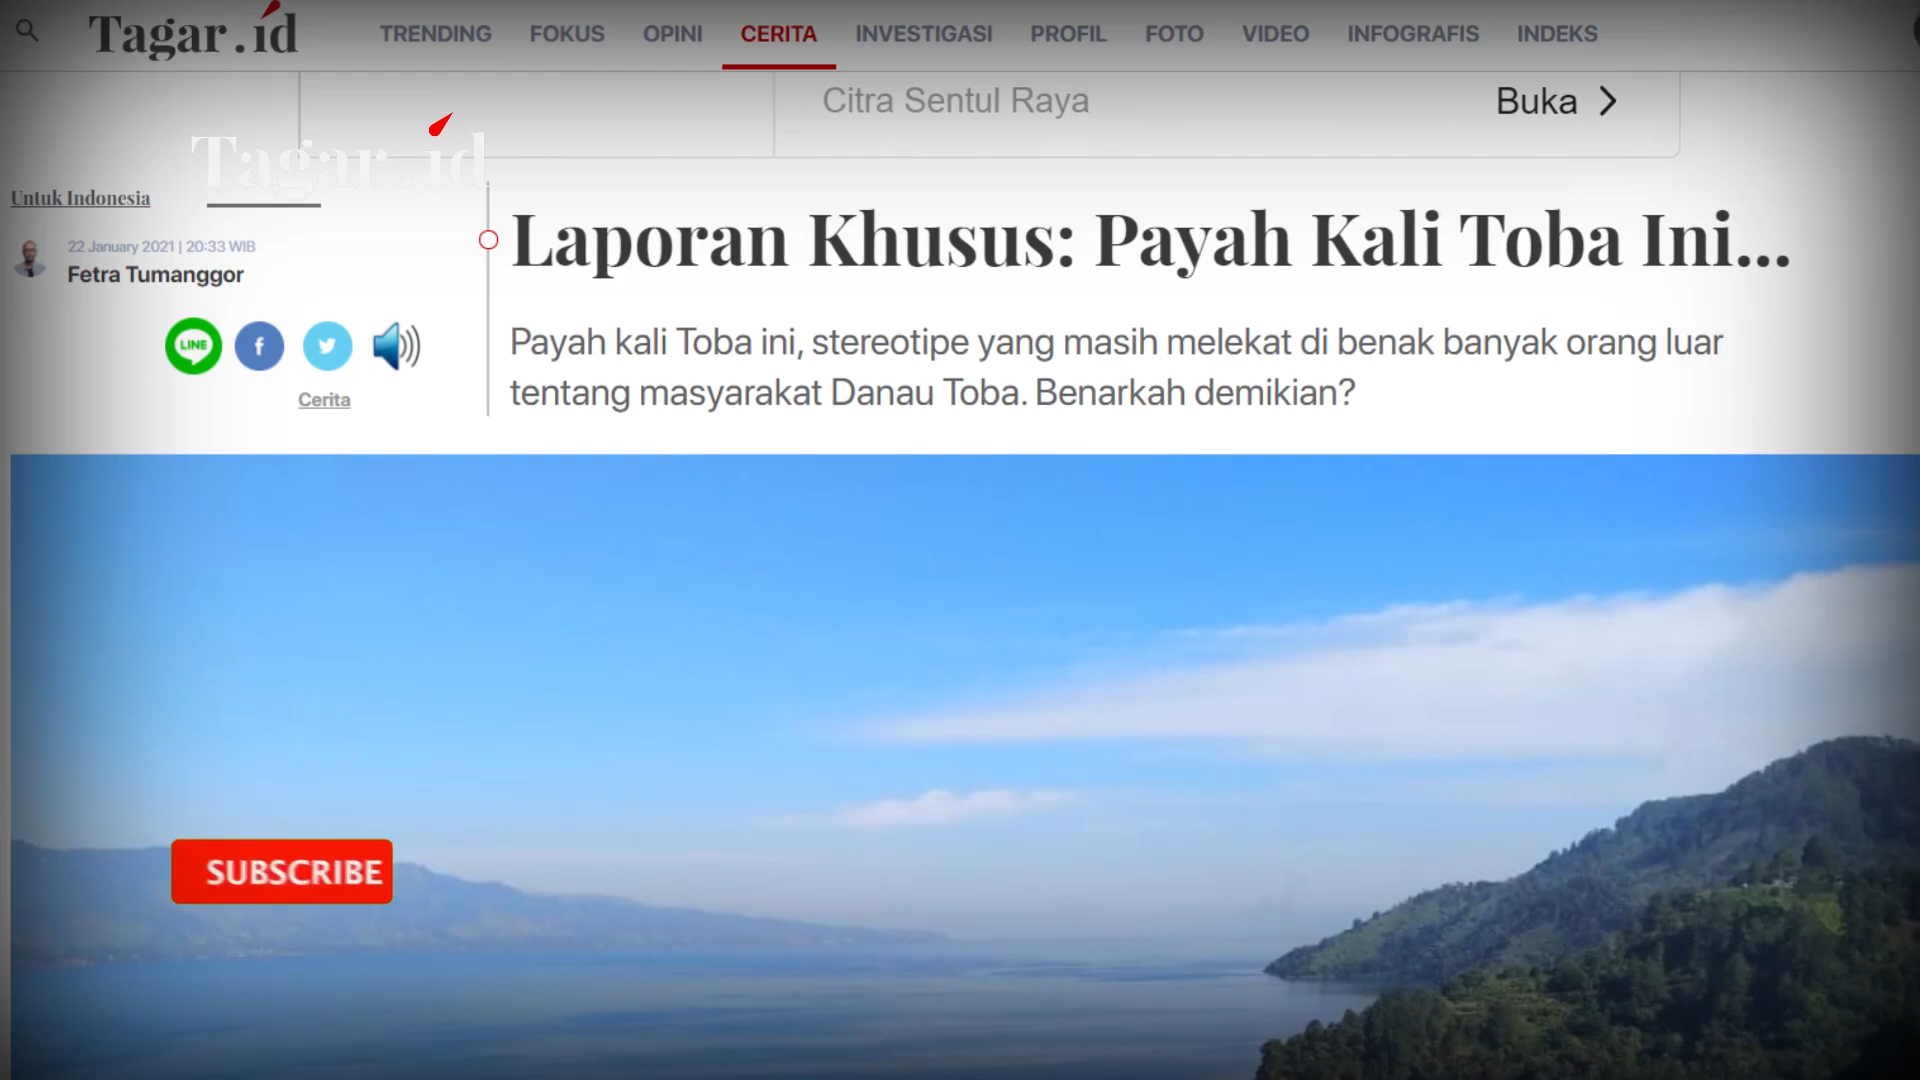 Tagar.id
TRENDING FOKUS OPINI CERITA INVESTIGASI PROFIL FOTO VIDEO INFOGRAFIS INDEKS
Citra Sentul Raya
Buka
Tagar.id
Untuk Indonesia
22 January 2021 | 20:33 WIB
Fetra Tumanggor
LINE
f
Cerita
Laporan Khusus: Payah Kali Toba Ini...
Payah kali Toba ini, stereotipe yang masih melekat di benak banyak orang luar
tentang masyarakat Danau Toba. Benarkah demikian?
SUBSCRIBE